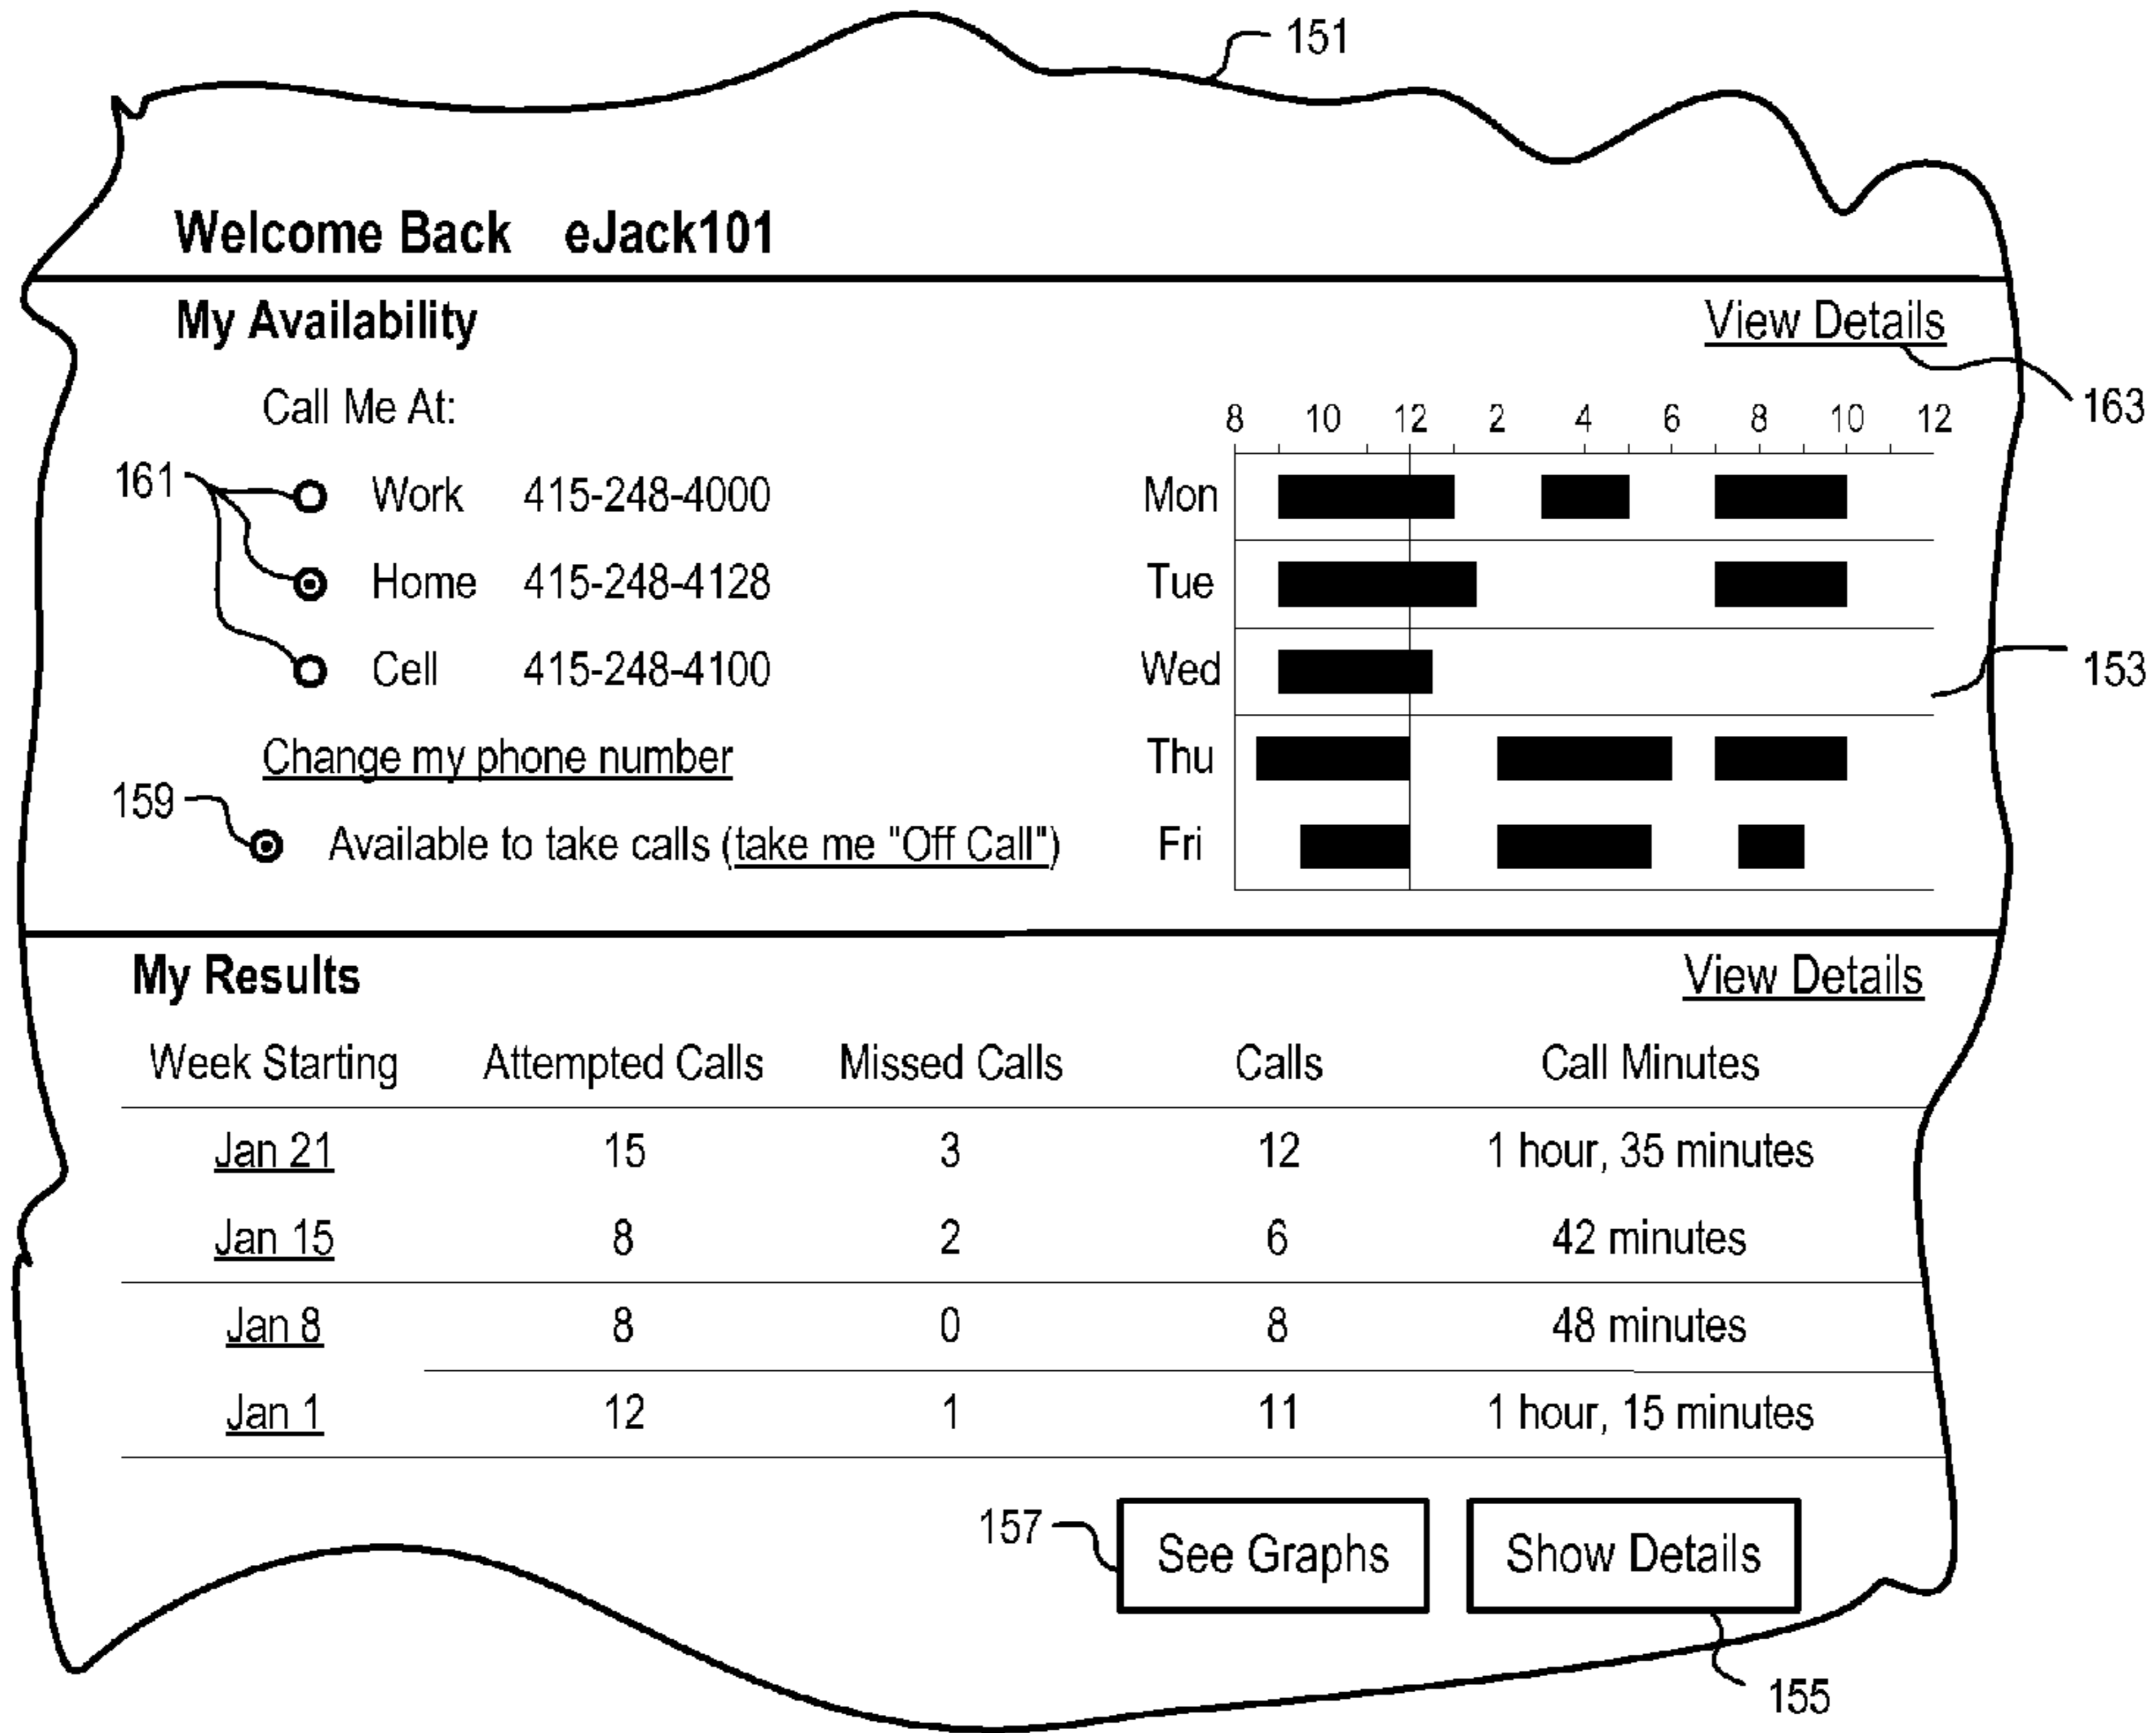 151
Welcome Back eJack101
My Availability View Details
163
Call Me At:
8 10 12 2 4 6 8 10 12
161 Work 415-248-4000 Mon
Home 415-248-4128 Tue
Cell 415-248-4100 Wed
153
Change my phone number Thu
159
Available to take calls (take me "Off Call") Fri
My Results View Details
Week Starting Attempted Calls Missed Calls Calls Call Minutes
Jan 21 15 3 12 1 hour, 35 minutes
Jan 15 8 2 6 42 minutes
Jan 8 8 0 8 48 minutes
Jan 1 12 1 11 1 hour, 15 minutes
157 See Graphs Show Details
155